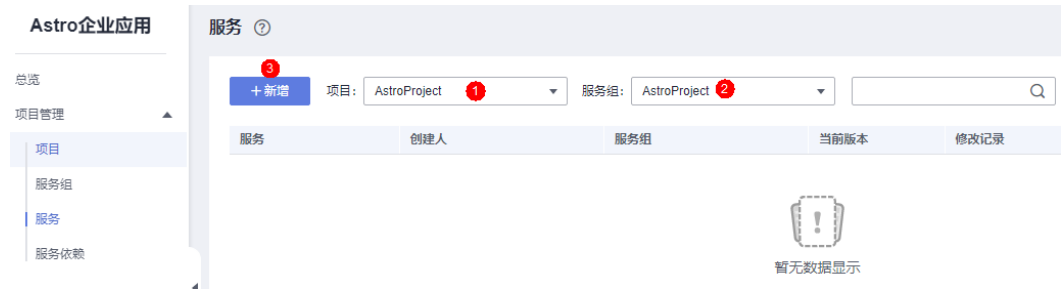 Astro企业应用
服务 ?
总览
项目管理
项目
服务组
服务
服务依赖
3
+新增 项目: AstroProject 1 服务组: AstroProject 2
服务 创建人 服务组 当前版本 修改记录
!
暂无数据显示